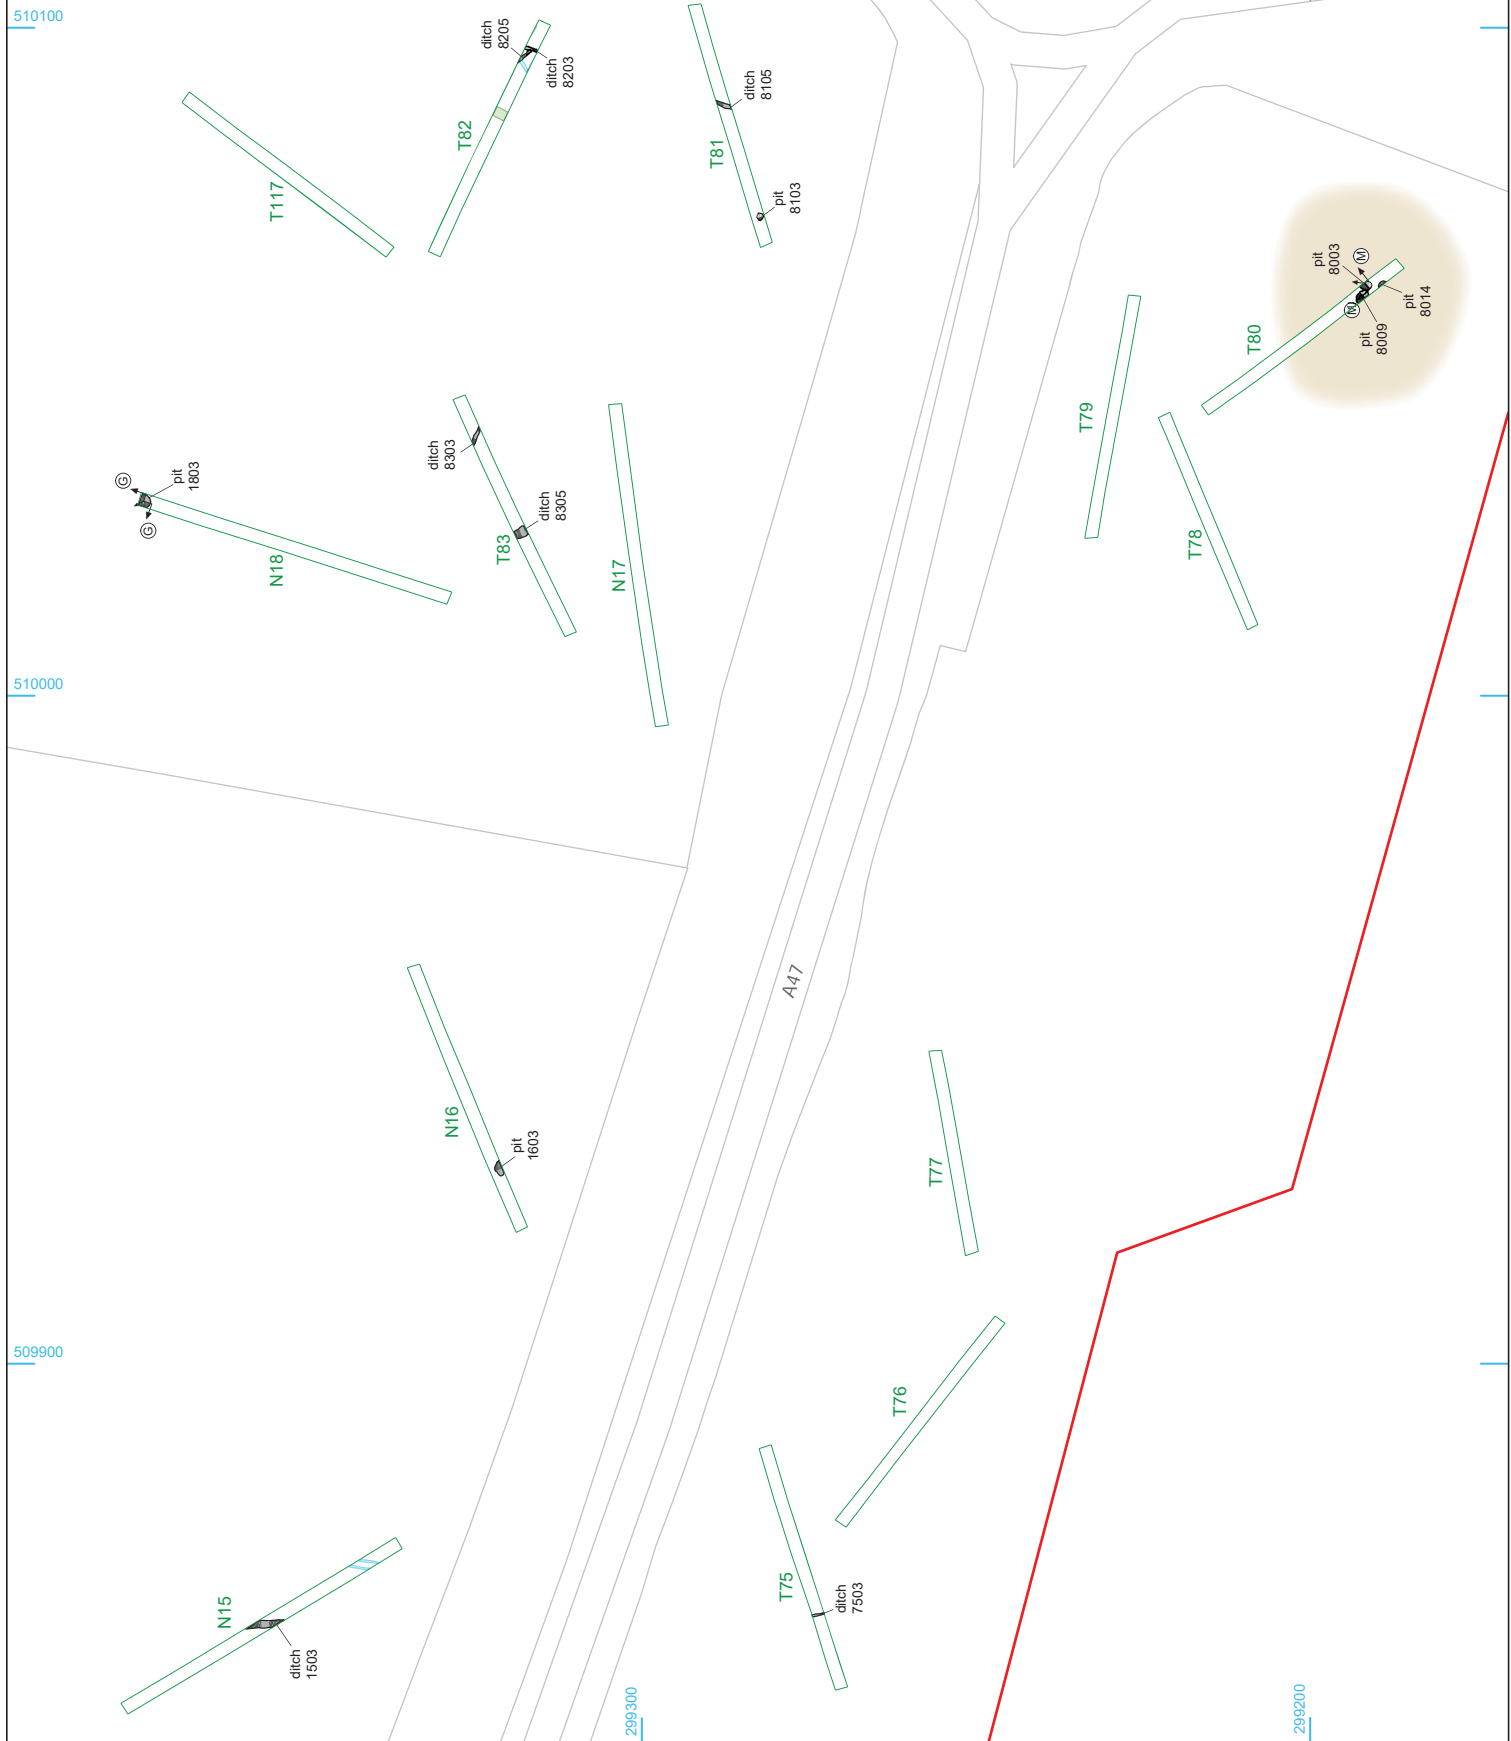 510100
ditch
8205
ditch
8203
T82
T117
ditch
8105
T81
pit
8103
pit
8003
M
M
pit
8014
pit
8009
T80
T79
T78
G
pit
1803
G
N18
ditch
8303
ditch
8305
T83
N17
510000
A47
N16
pit
1603
T77
509900
T76
T75
ditch
7503
N15
ditch
1503
299300
299200